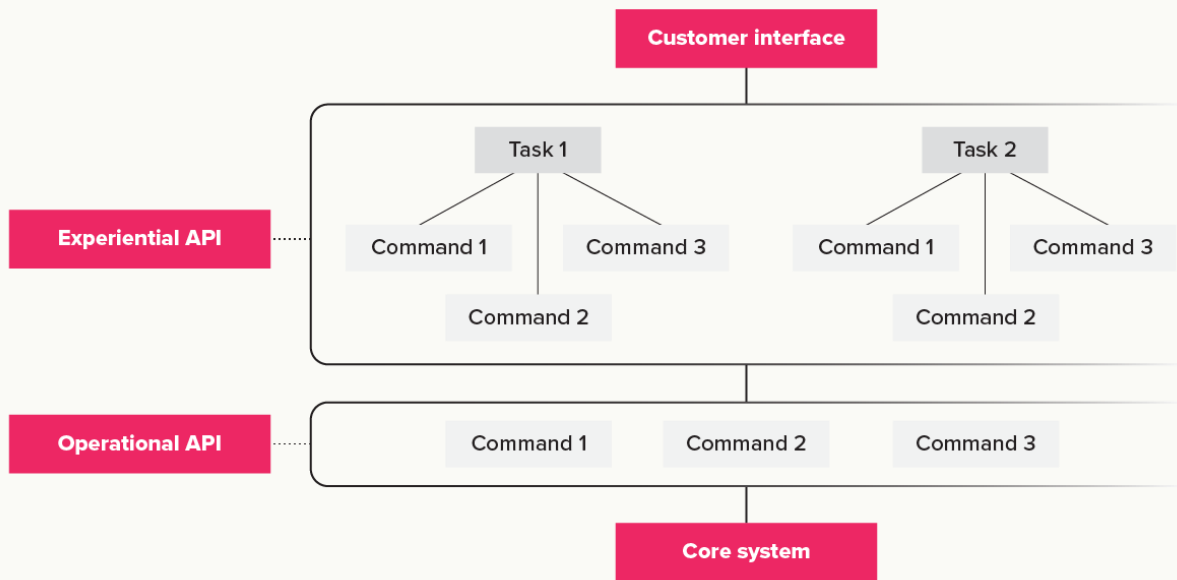 Customer interface
Task 1
Task 2
Experiential API
Command 1
Command 3
Command 1
Command 3
Command 2
Command 2
Operational API
Command 1
Command 2
Command 3
Core system